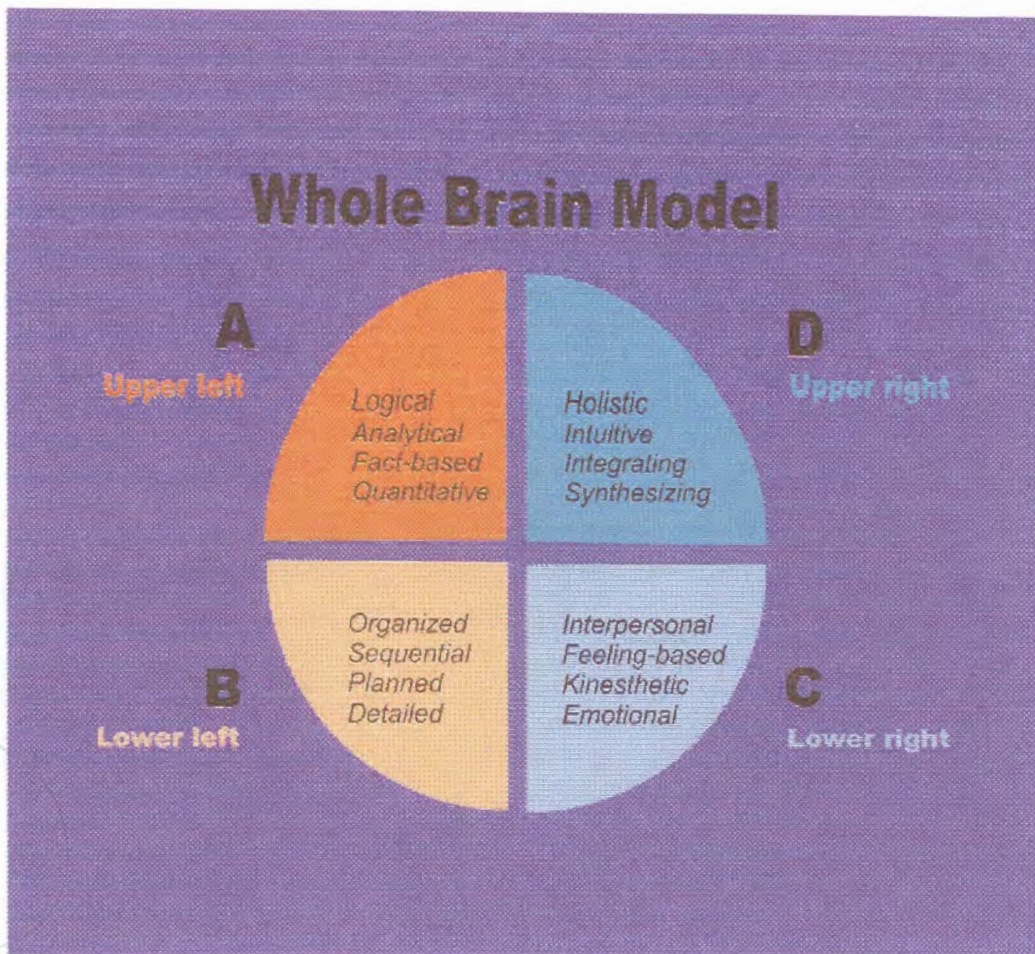 Whole Brain Model
A
Upper left
Logical
Analytical
Fact-based
Quantitative
D
Upper right
Holistic
Intuitive
Integrating
Synthesizing
B
Lower left
Organized
Sequential
Planned
Detailed
C
Lower right
Interpersonal
Feeling-based
Kinesthetic
Emotional